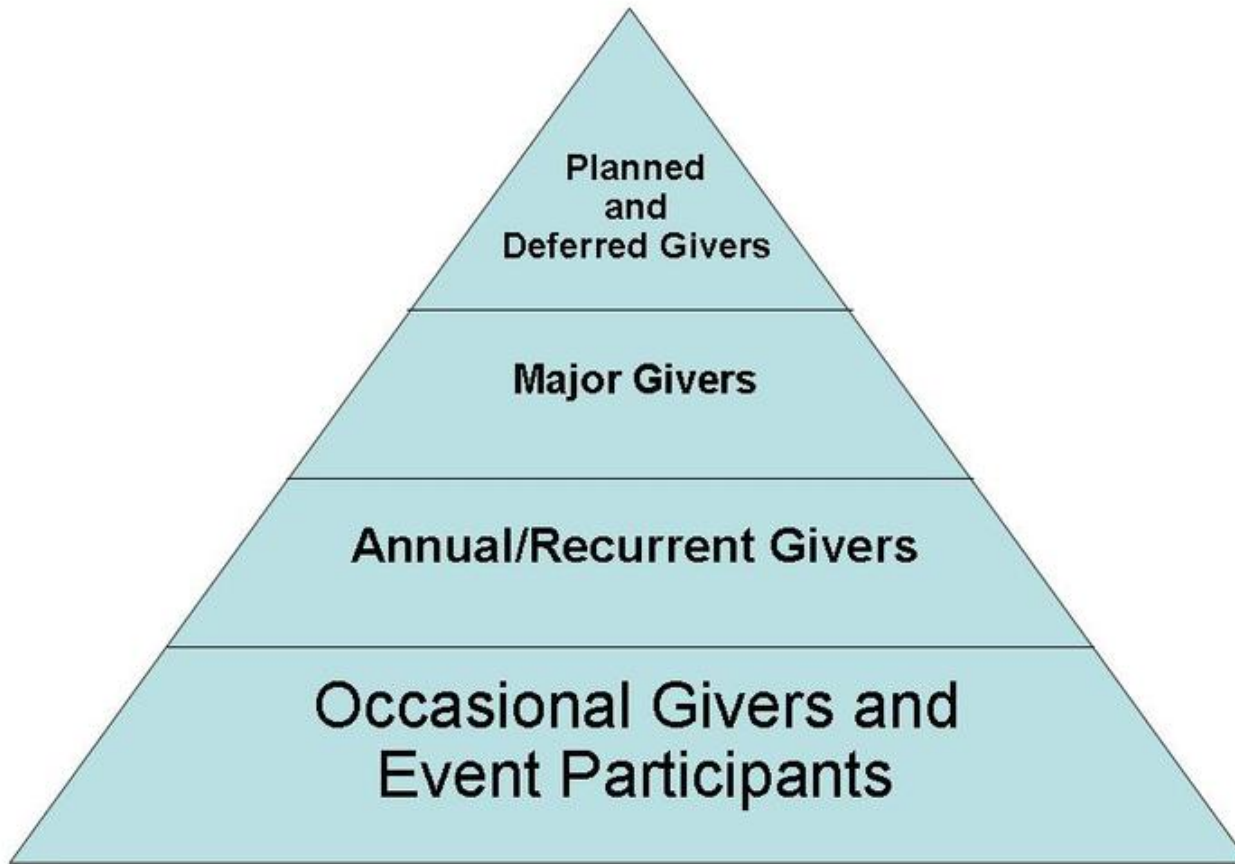 Planned
and
Deferred Givers
Major Givers
Annual/Recurrent Givers
Occasional Givers and
Event Participants